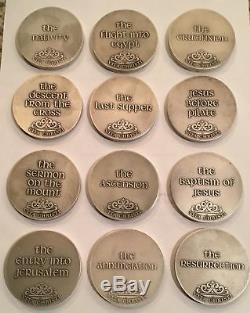 the
nativity
the
flight into
egypt
the
crucifixion
the
descent
from the
cross
the
last supper
jesus
before
pilate
the
sermon
on the
mount
the
ascension
the
baptism of
jesus
the
entry into
jerusalem
the
annunciation
the
resurrection
ebay